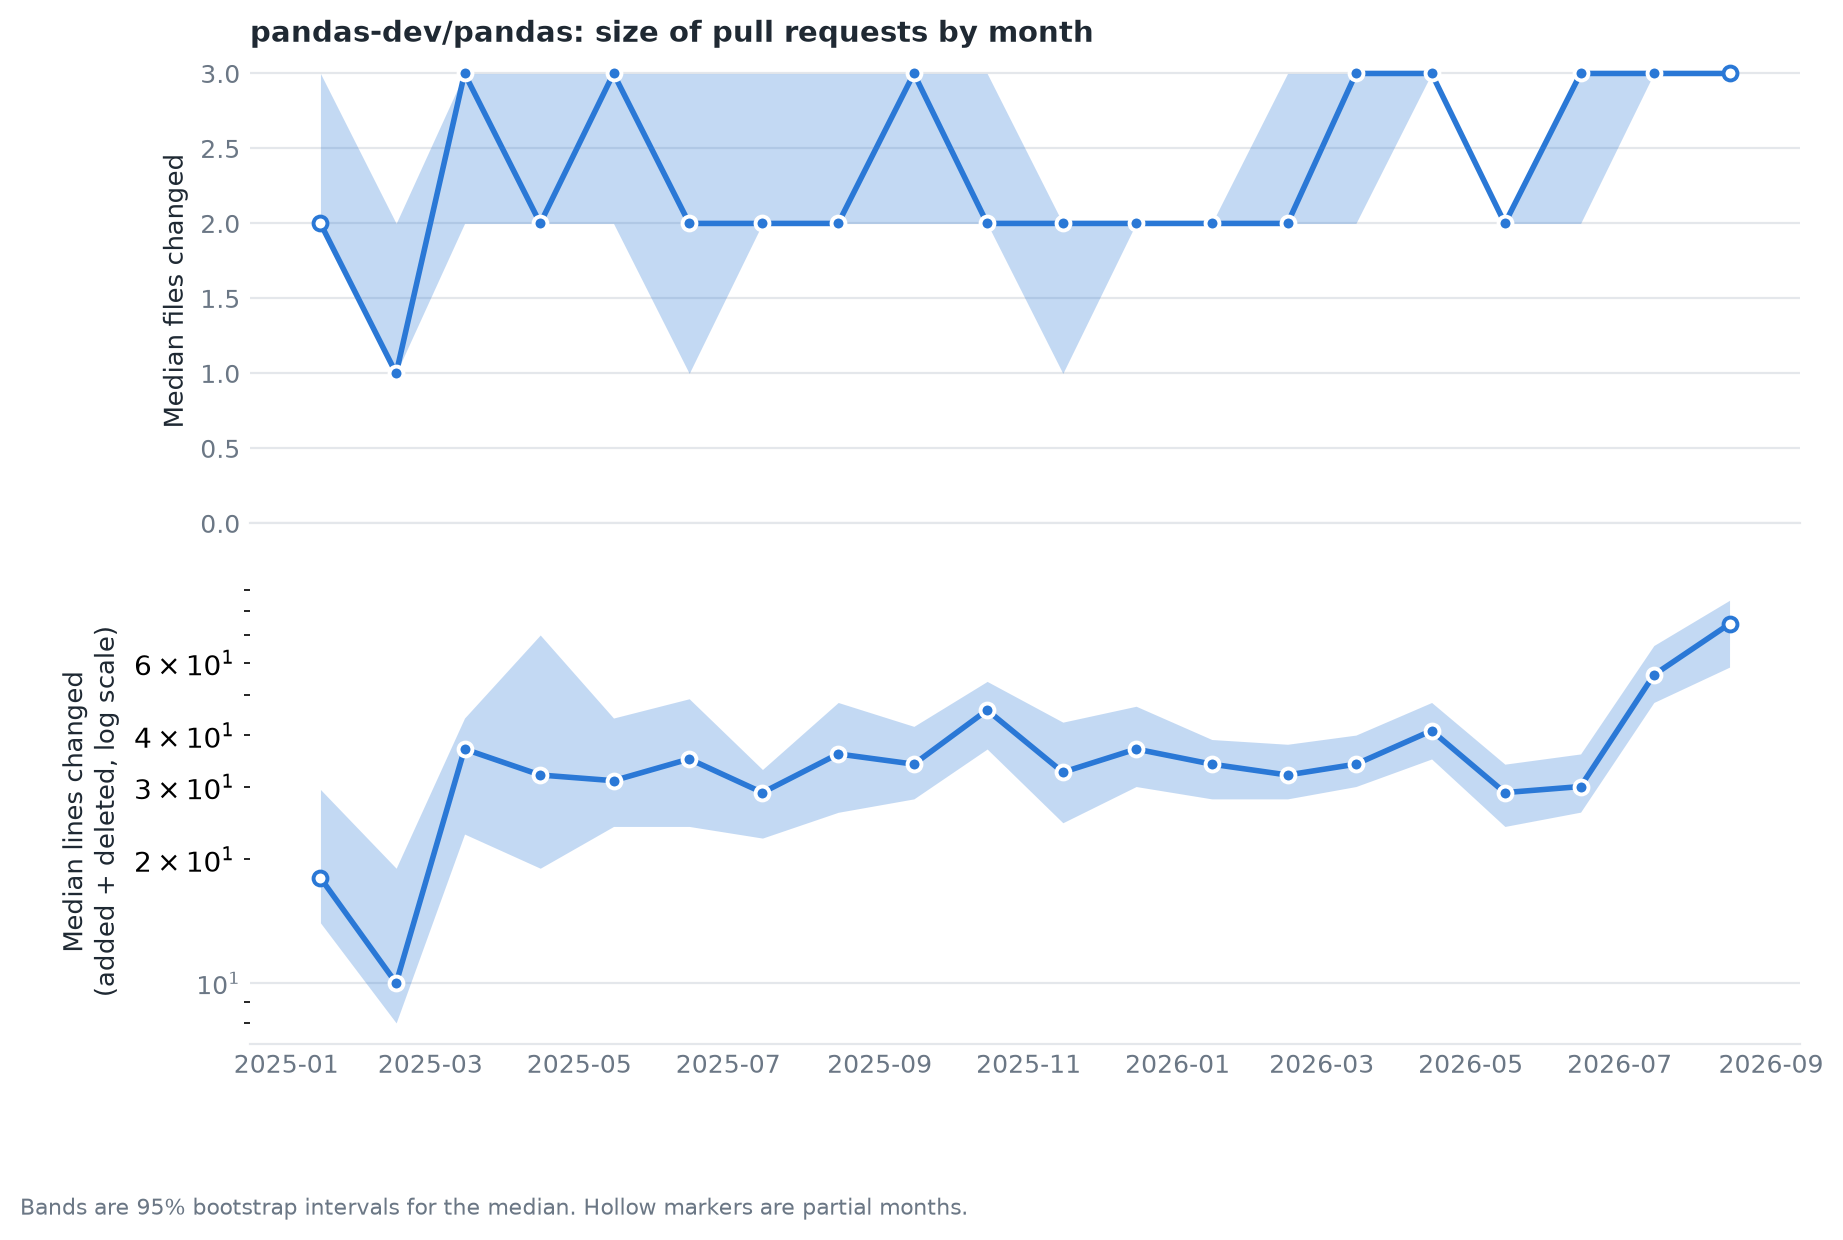 pandas-dev/pandas: size of pull requests by month
3.0
2.5
2.0
1.5
1.0
0.5
0.0
Median files changed
6 × 10¹
4 × 10¹
3 × 10¹
2 × 10¹
10¹
Median lines changed
(added + deleted, log scale)
2025-01 2025-03 2025-05 2025-07 2025-09 2025-11 2026-01 2026-03 2026-05 2026-07 2026-09
Bands are 95% bootstrap intervals for the median. Hollow markers are partial months.